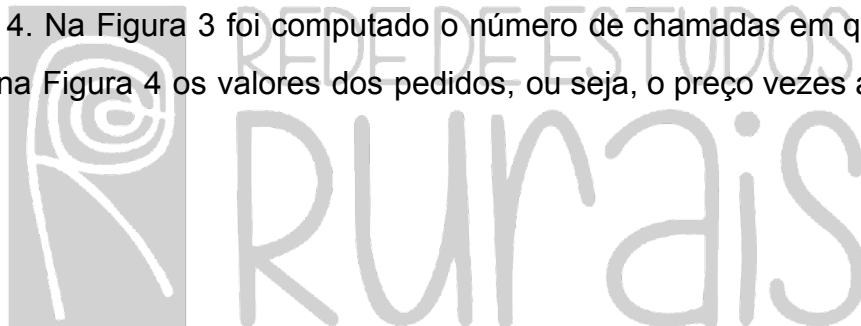 4. Na Figura 3 foi computado o número de chamadas em q
na Figura 4 os valores dos pedidos, ou seja, o preço vezes a
REDE DE ESTUDOS
RURAIS